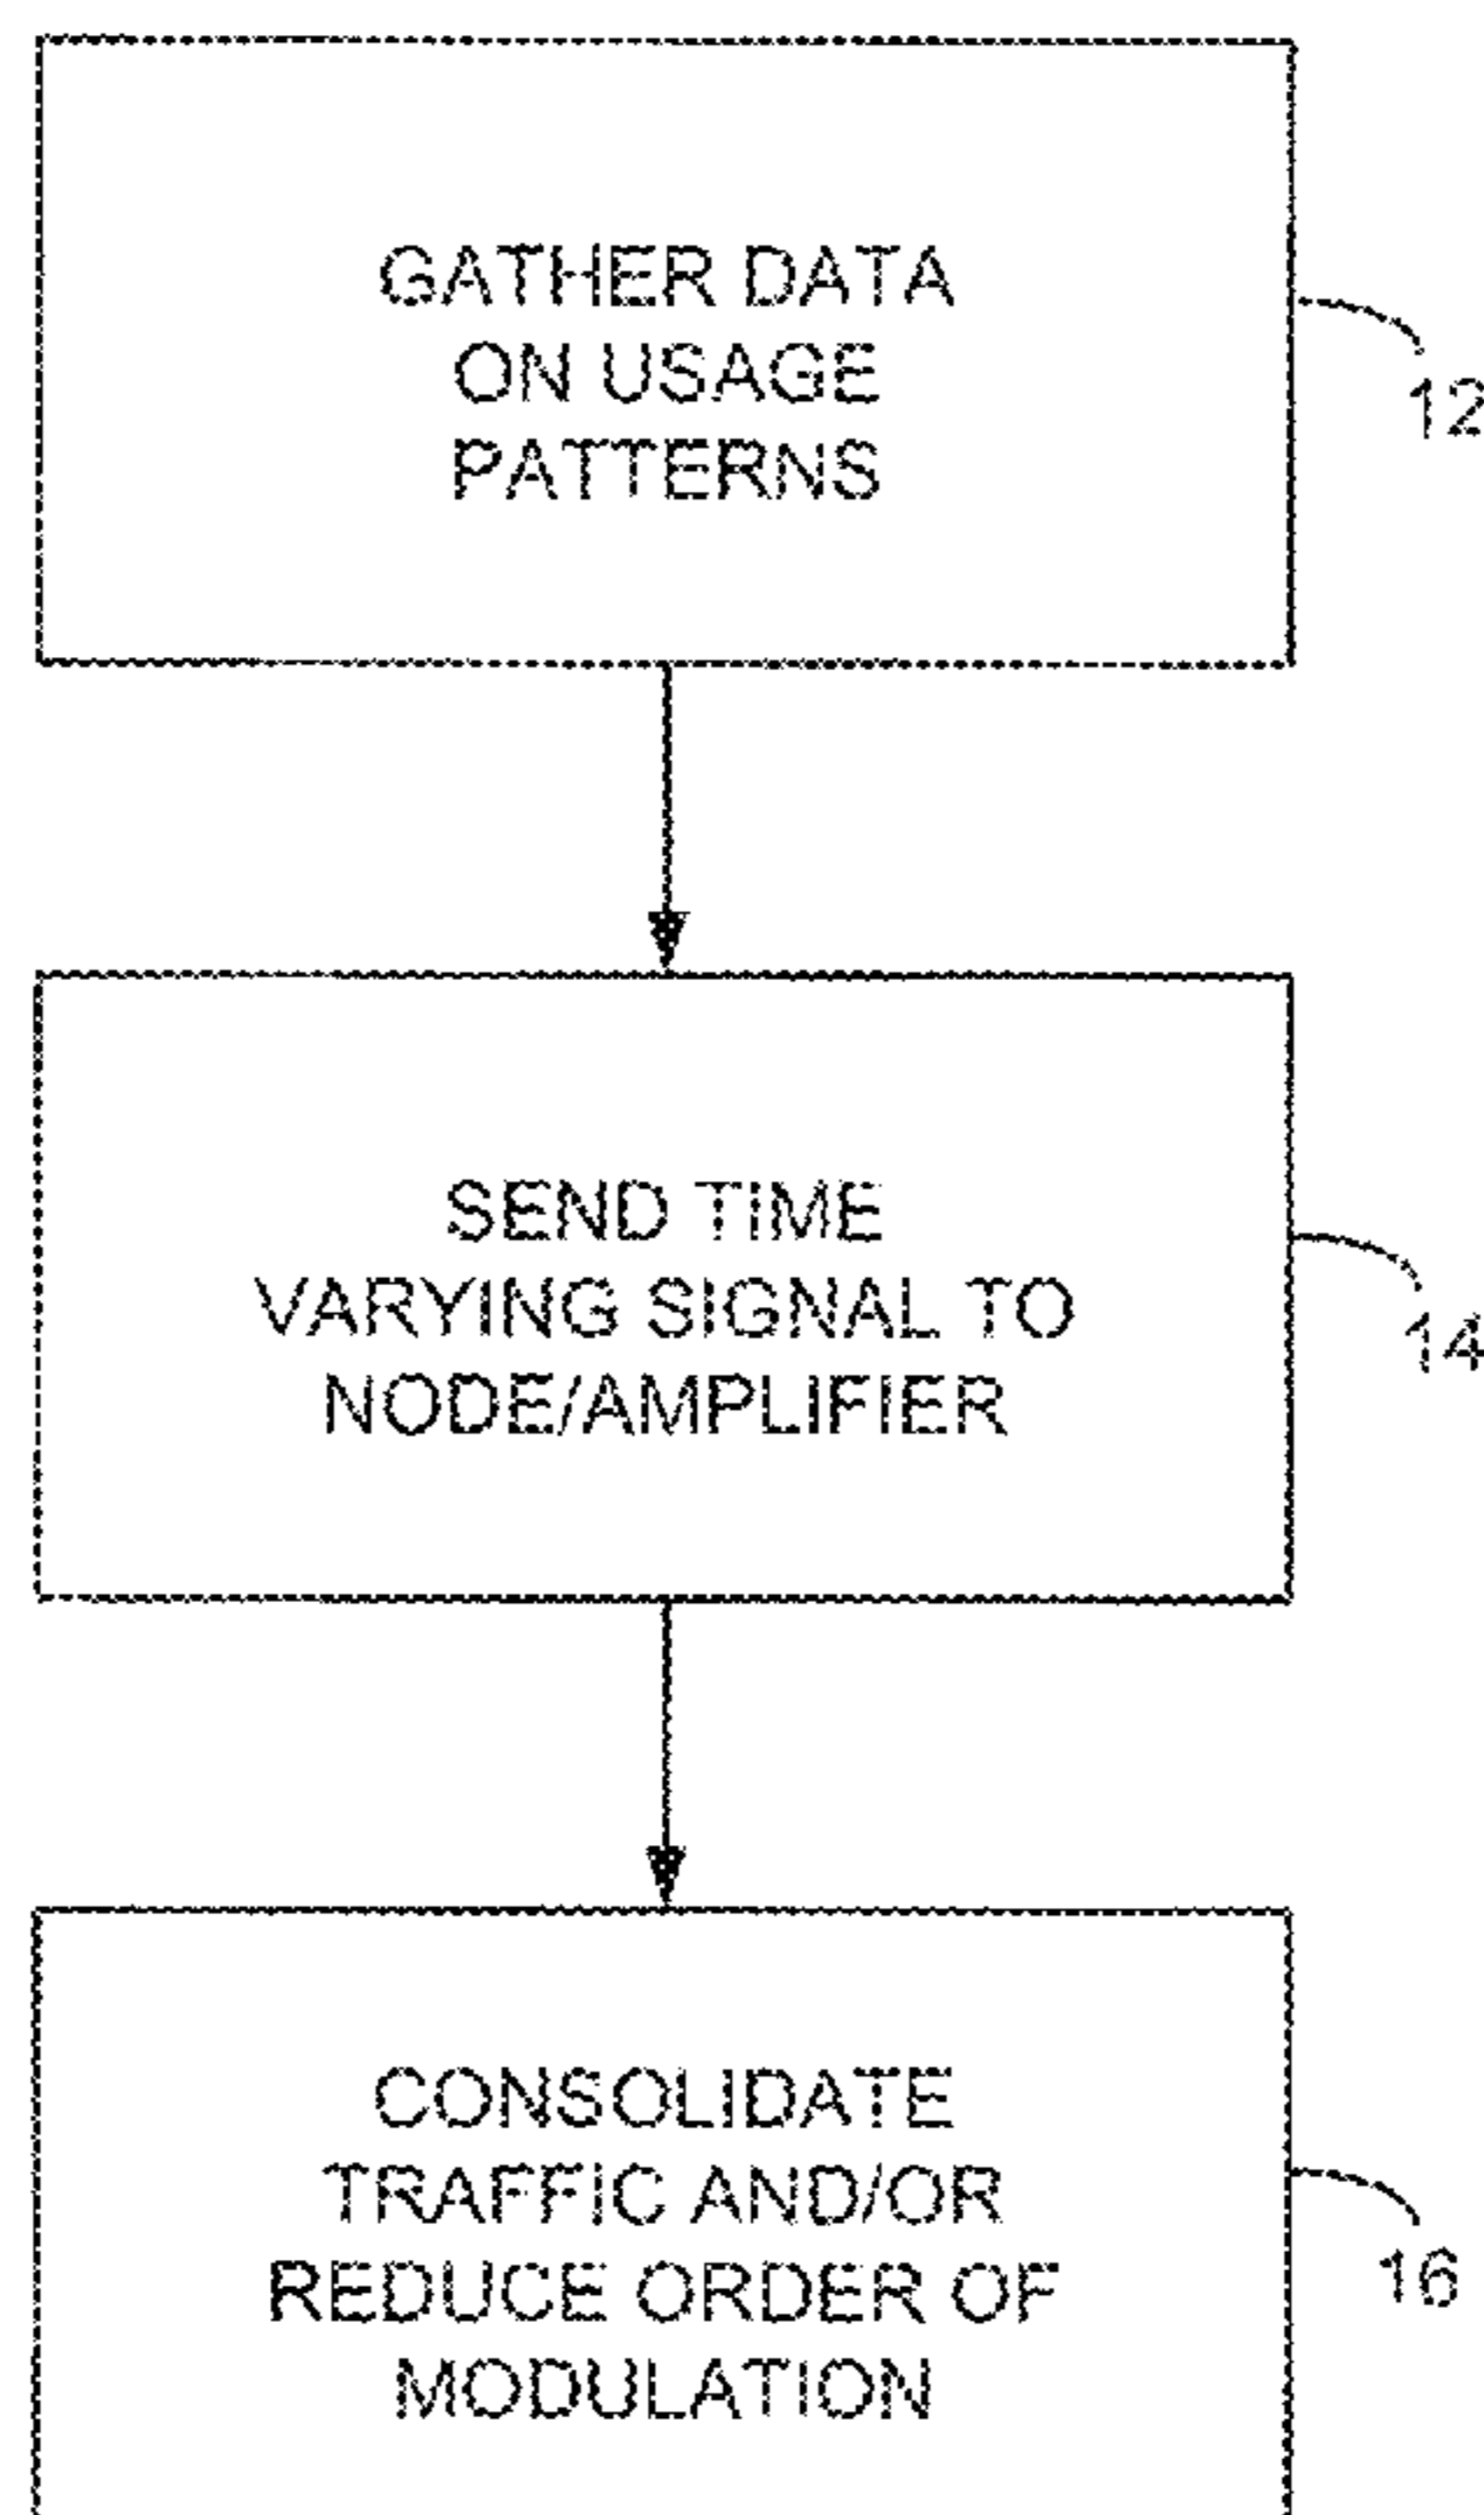 GATHER DATA
ON USAGE
PATTERNS
12
SEND TIME
VARYING SIGNAL TO
NODE/AMPLIFIER
14
CONSOLIDATE
TRAFFIC AND/OR
REDUCE ORDER OF
MODULATION
16